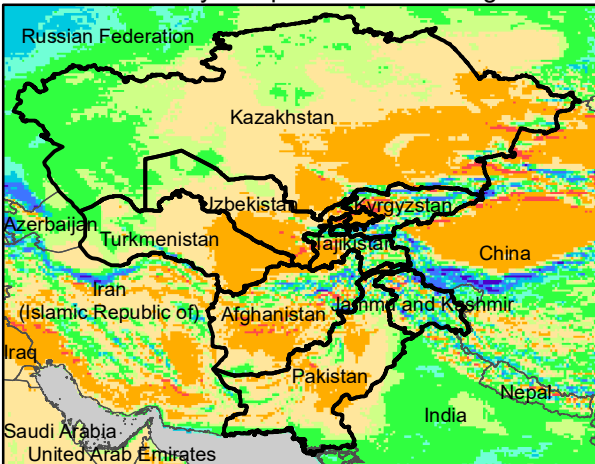 Russian Federation
Kazakhstan
Izbekistan
Kyrgyzstan
Azerbaijan
Turkmenistan
Tajikistan
China
Iran
(Islamic Republic of)
Afghanistan
Jammu and Kashmir
Iraq
Pakistan
Nepal
India
Saudi Arabia
United Arab Emirates